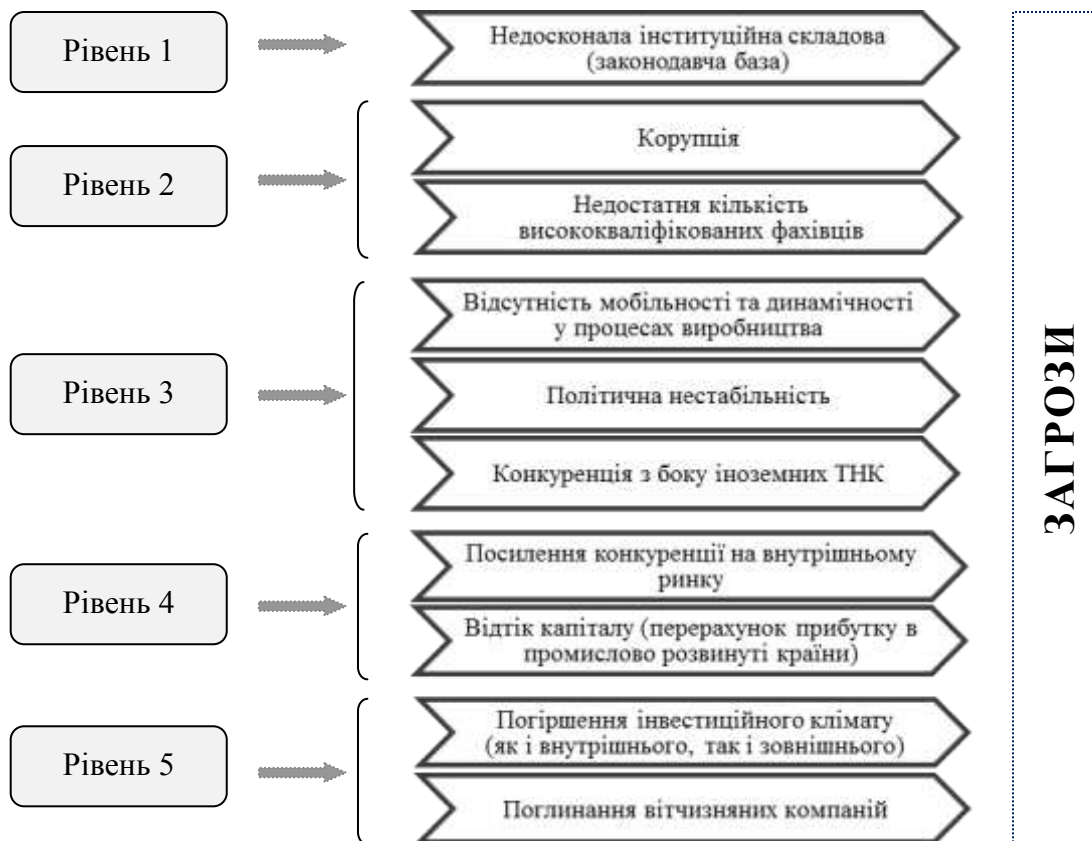 Рівень 1
Недосконала інституційна складова
(законодавча база)
Рівень 2
Корупція
Недостатня кількість
висококваліфікованих фахівців
Рівень 3
Відсутність мобільності та динамічності
у процесах виробництва
Політична нестабільність
Конкуренція з боку іноземних ТНК
Рівень 4
Посилення конкуренції на внутрішньому
ринку
Відтік капіталу (перерахунок прибутку в
промислово розвинуті країни)
Рівень 5
Погіршення інвестиційного клімату
(як і внутрішнього, так і зовнішнього)
Поглинання вітчизняних компаній
ЗАГРОЗИ